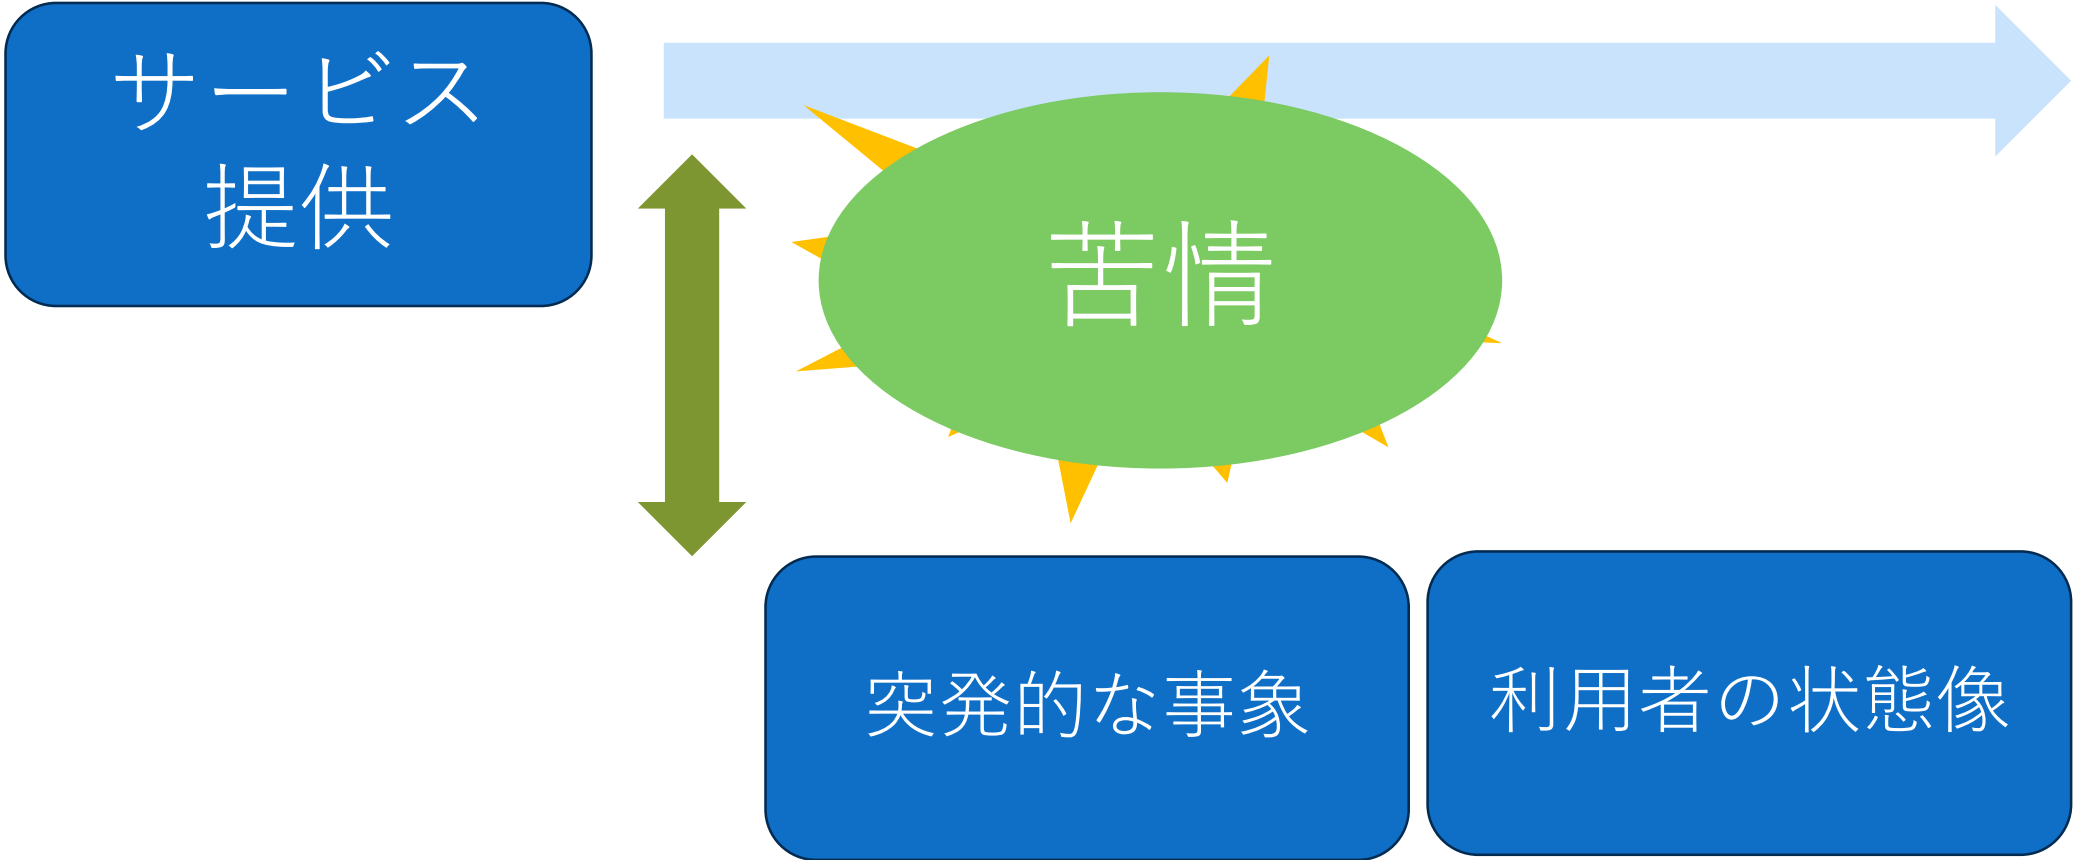 サービス
提供
苦情
突発的な事象
利用者の状態像